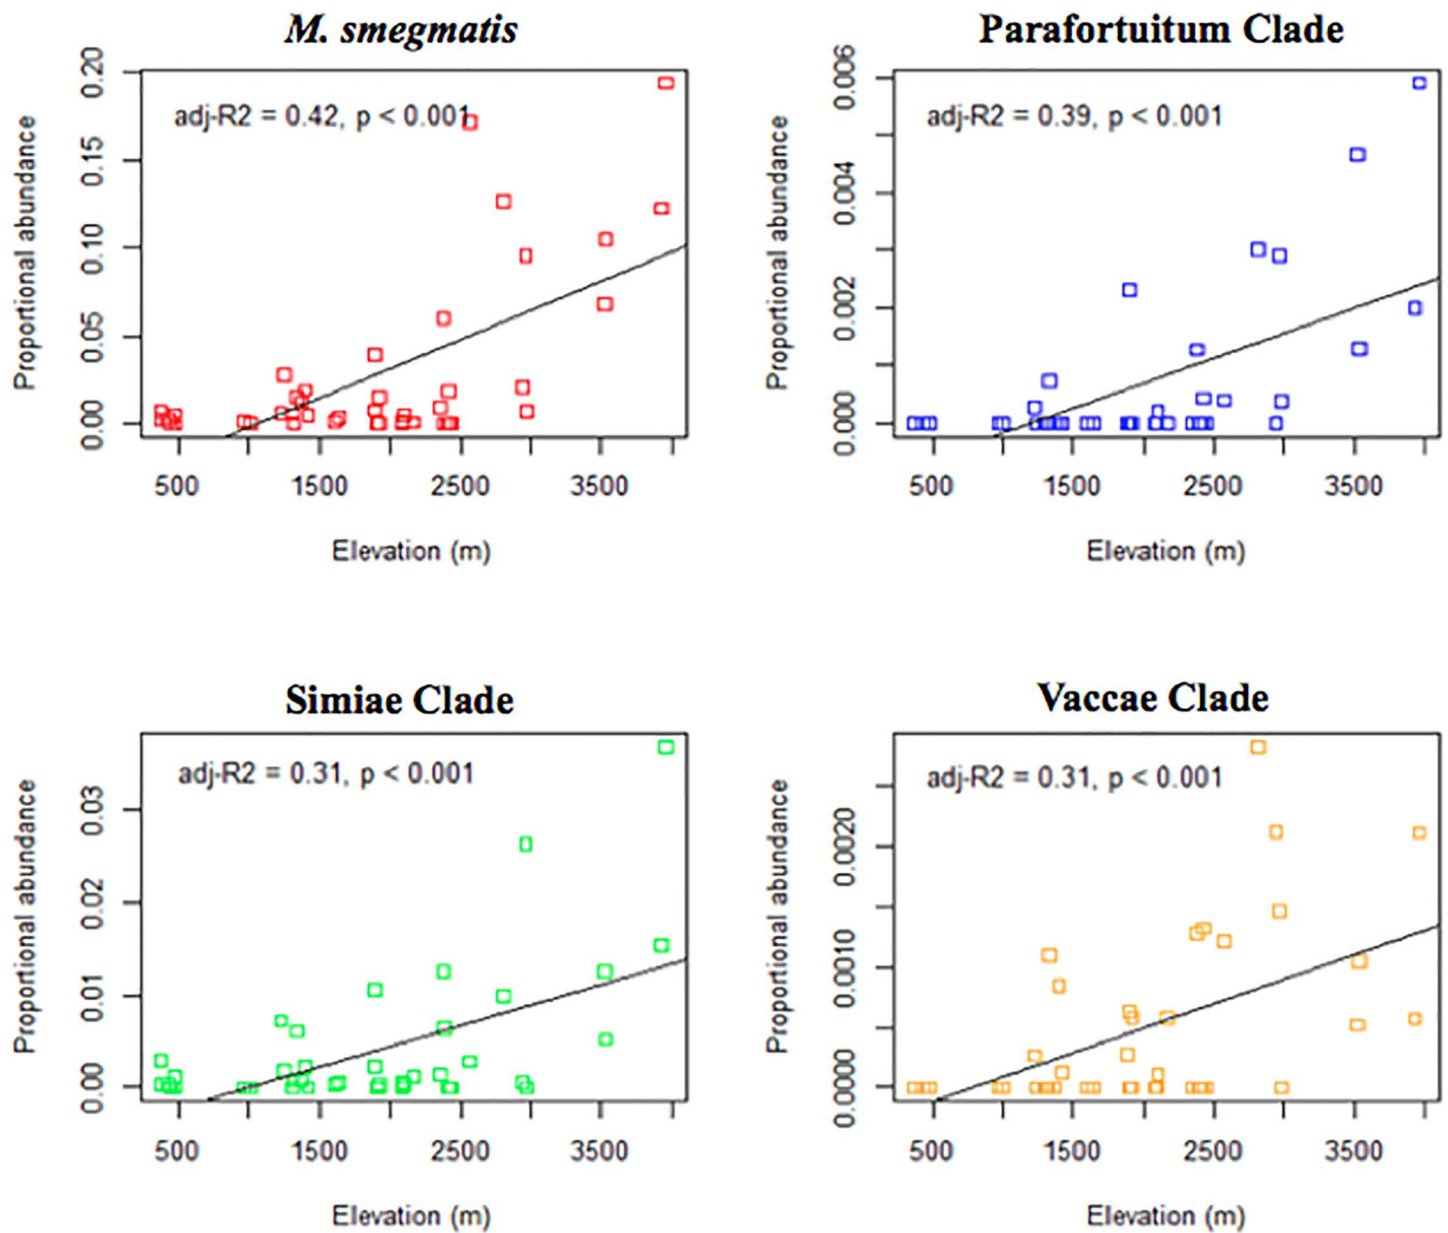 M. smegmatis
Parafortuitum Clade
adj-R2 = 0.42, p < 0.001
adj-R2 = 0.39, p < 0.001
Proportional abundance
0.00 0.05 0.10 0.15 0.20
Proportional abundance
0.000 0.002 0.004 0.006
500 1500 2500 3500
500 1500 2500 3500
Elevation (m)
Elevation (m)
Simiae Clade
Vaccae Clade
adj-R2 = 0.31, p < 0.001
adj-R2 = 0.31, p < 0.001
Proportional abundance
0.00 0.01 0.02 0.03
Proportional abundance
0.0000 0.0010 0.0020
500 1500 2500 3500
500 1500 2500 3500
Elevation (m)
Elevation (m)